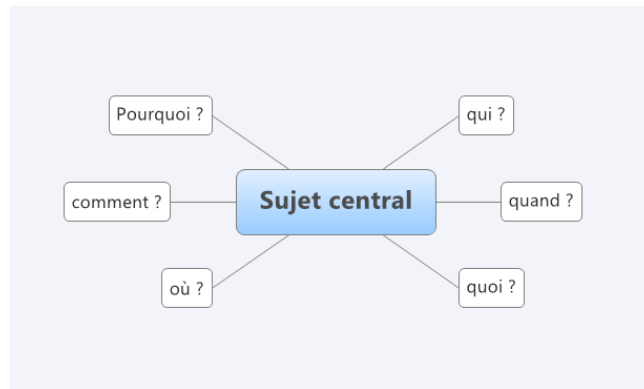 Pourquoi ?
qui ?
comment ?
Sujet central
quand ?
où ?
quoi ?